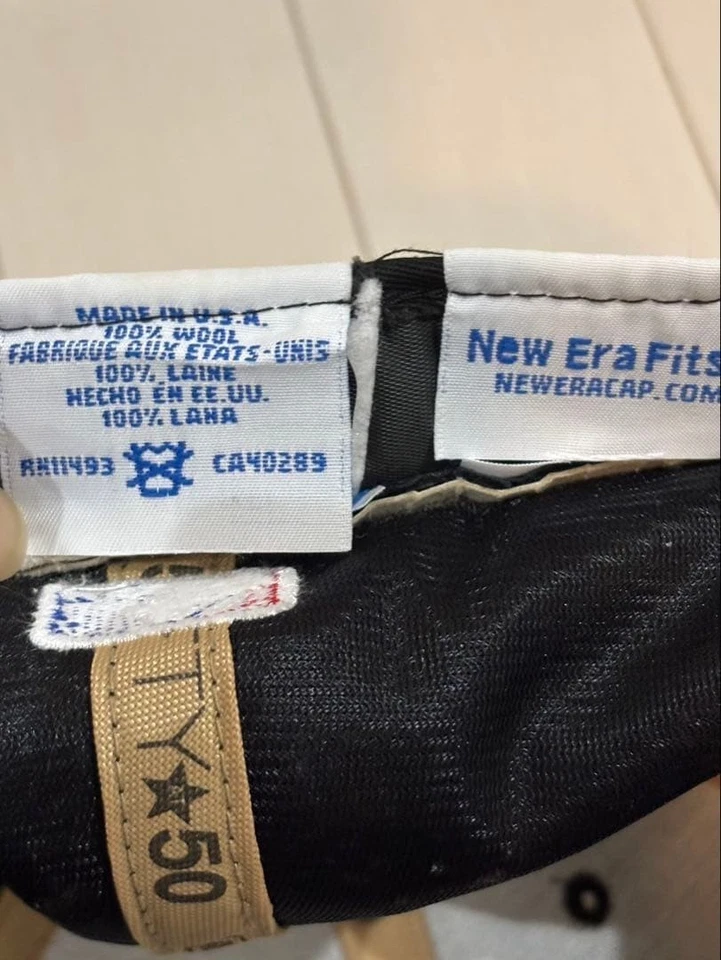 MADE IN U.S.A.
100% WOOL
FABRIQUE AUX ETATS-UNIS
100% LAINE
HECHO EN EE.UU.
100% LANA
RN11493 CA40289
New Era Fits
NEWERACAP.COM
TY★50